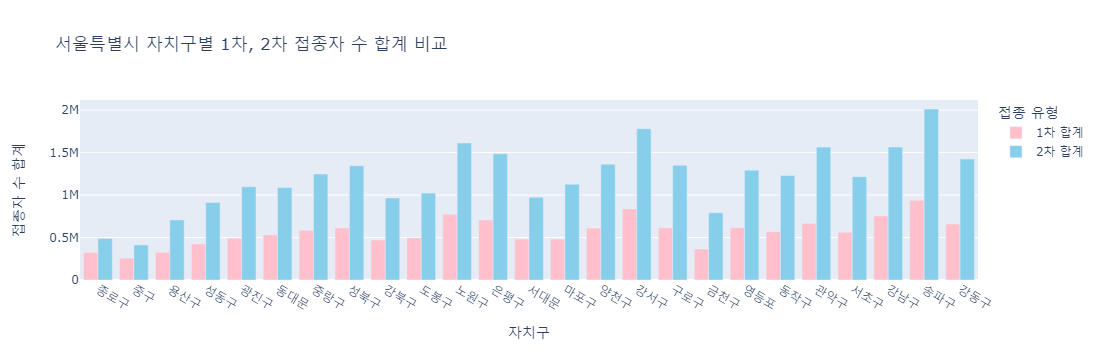 서울특별시 자치구별 1차, 2차 접종자 수 합계 비교
접종 유형
1차 합계
2차 합계
접종자 수 합계
2M
1.5M
1M
0.5M
0
종로구
중구
용산구
성동구
광진구
동대문
중랑구
성북구
강북구
도봉구
노원구
은평구
서대문
마포구
양천구
강서구
구로구
금천구
영등포
동작구
관악구
서초구
강남구
송파구
강동구
자치구